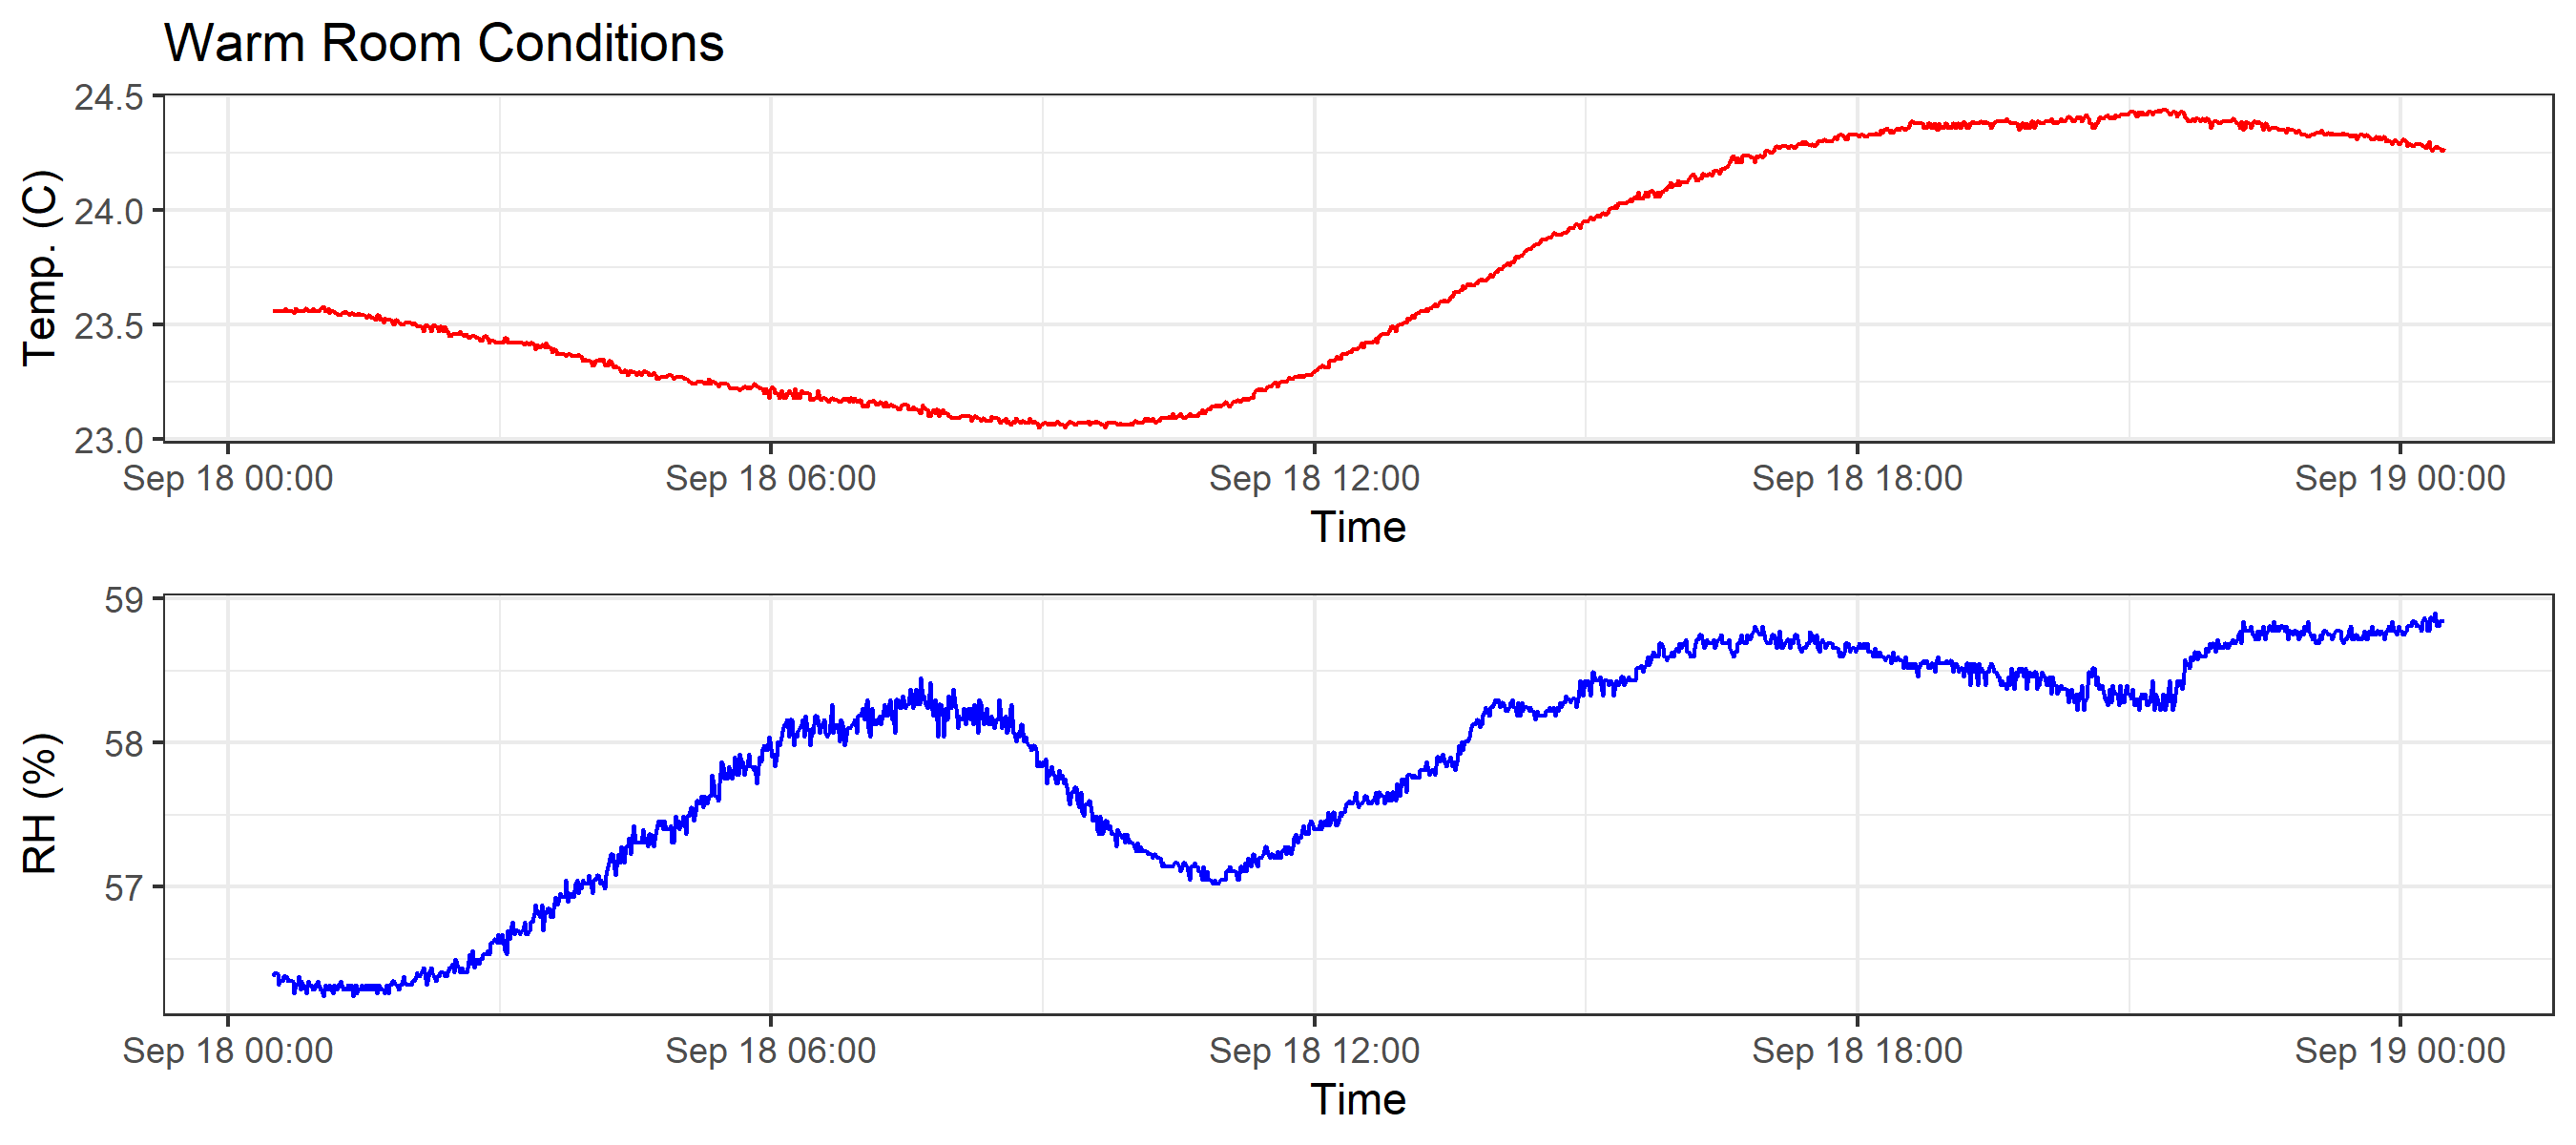 Warm Room Conditions
24.5
24.0
23.5
23.0
Temp. (C)
Sep 18 00:00 Sep 18 06:00 Sep 18 12:00 Sep 18 18:00 Sep 19 00:00
Time
59
58
57
RH (%)
Sep 18 00:00 Sep 18 06:00 Sep 18 12:00 Sep 18 18:00 Sep 19 00:00
Time